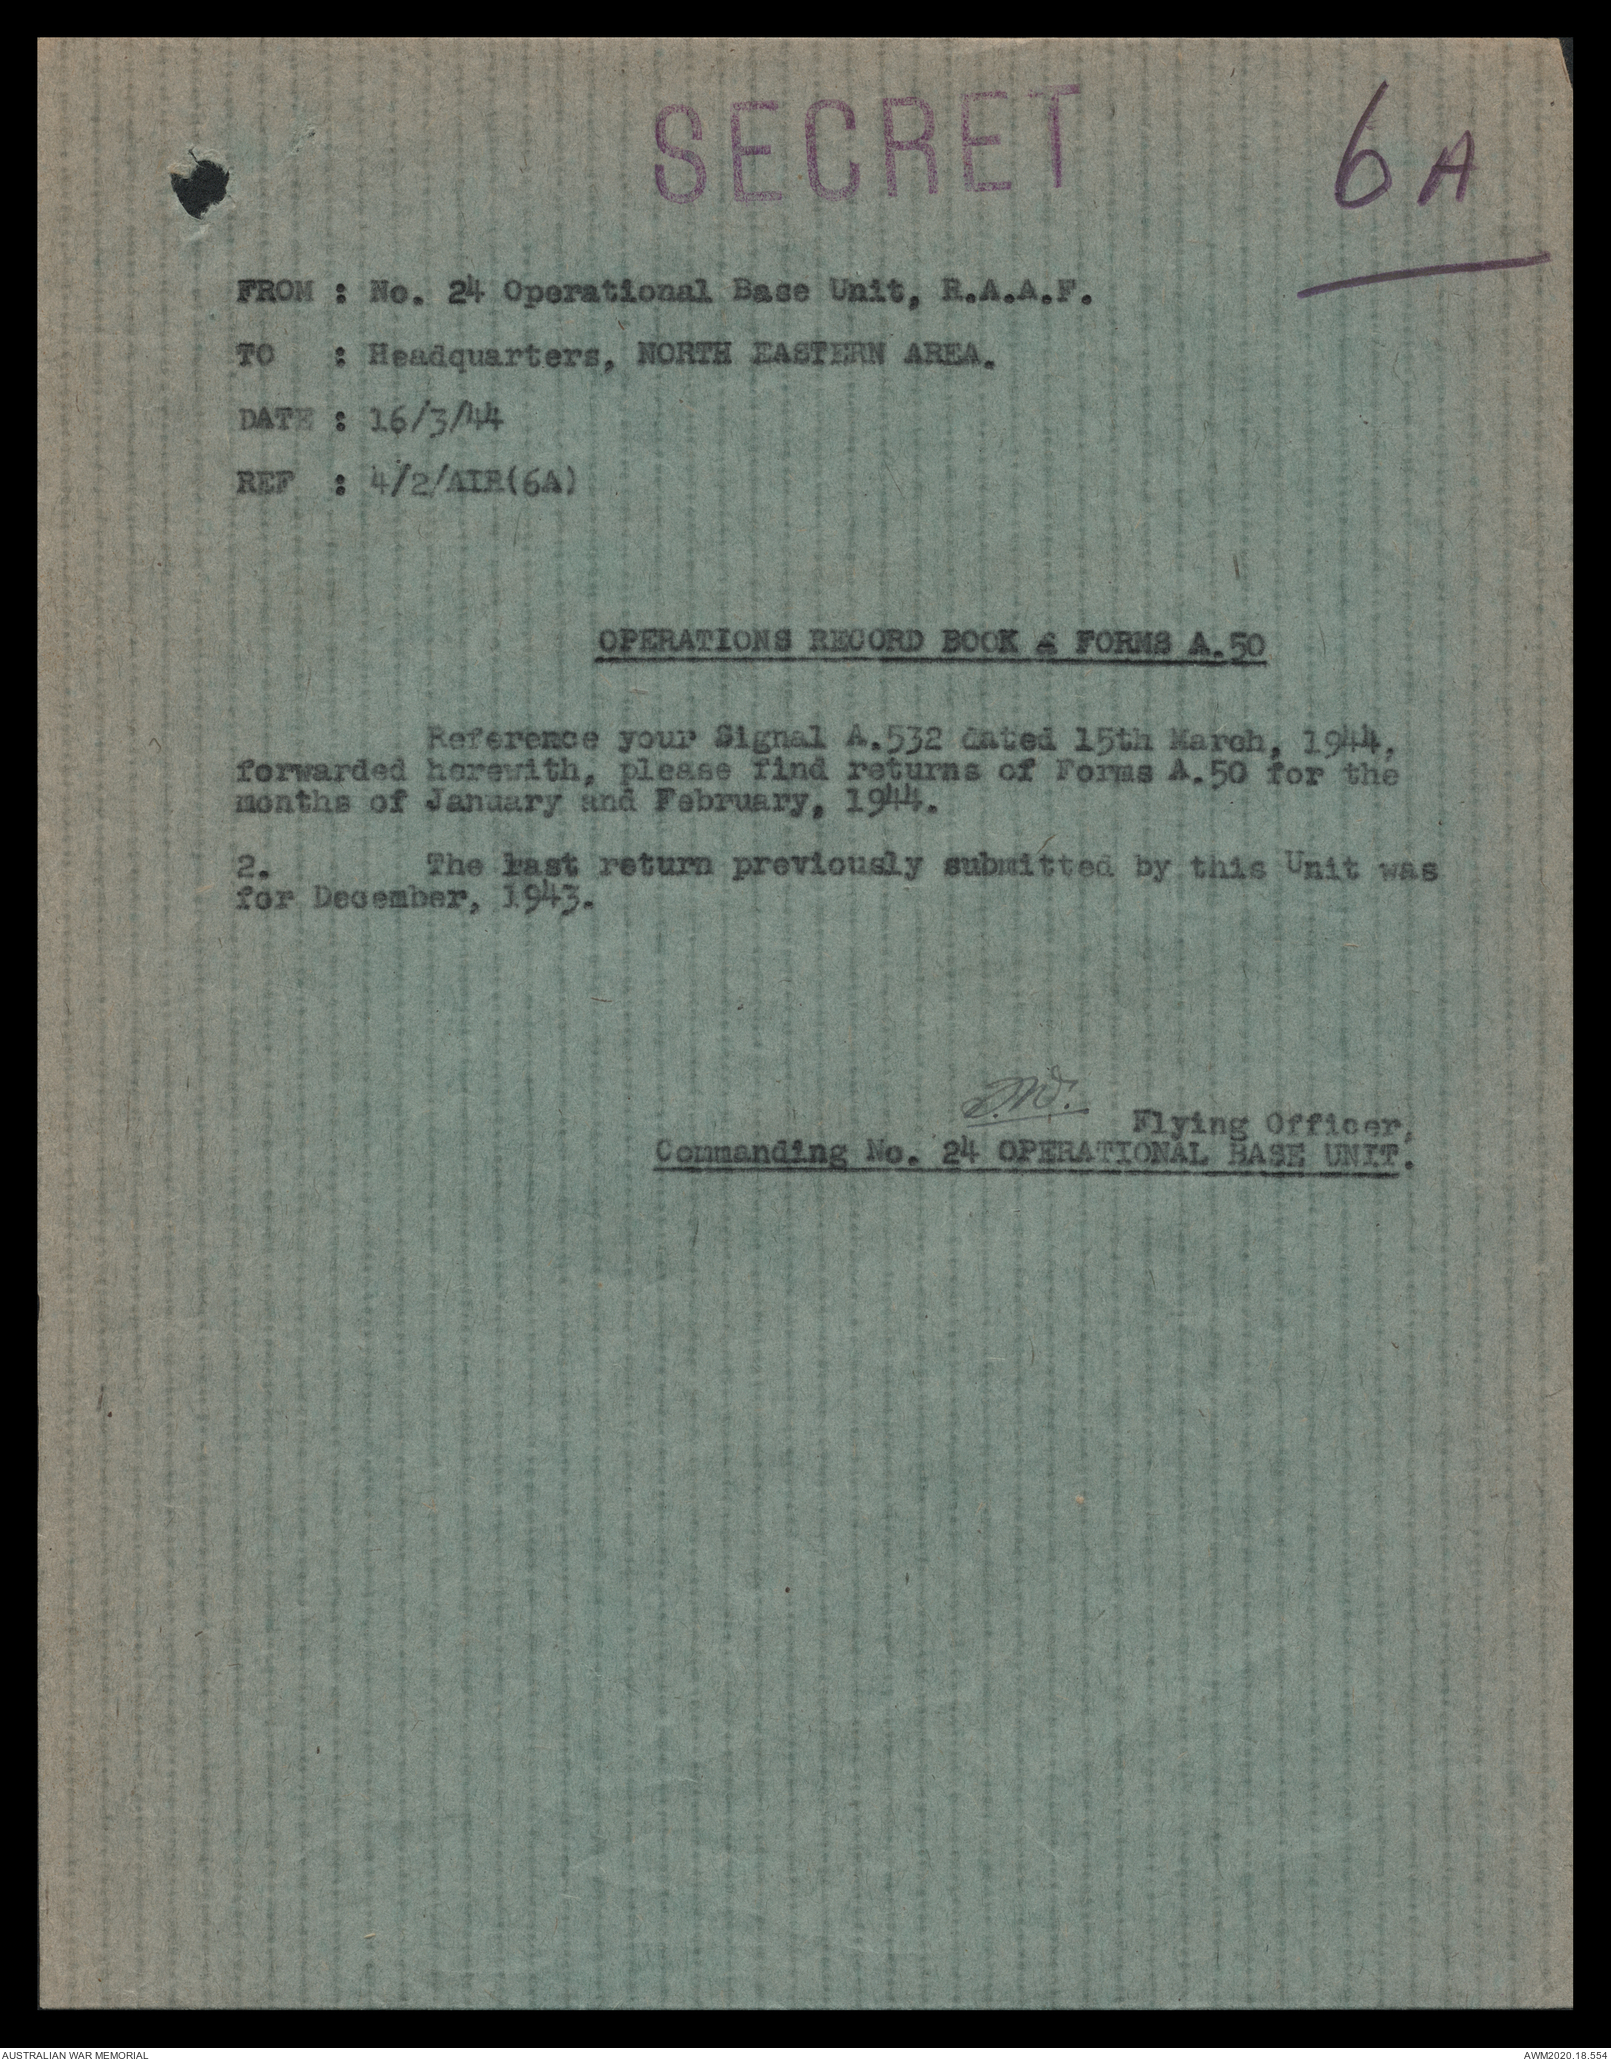 SECRET
6A
FROM : No. 24 Operational Base Unit, R.A.A.F.
TO : Headquarters, NORTH EASTERN AREA.
DATE : 16/3/44
REF : 4/2/AIR(6A)
OPERATIONS RECORD BOOK & FORMS A.50
Reference your Signal A.532 dated 15th March, 1944,
forwarded herewith, please find returns of Forms A.50 for the
months of January and February, 1944.
2. The last return previously submitted by this Unit was
for December, 1943.
Flying Officer,
Commanding No. 24 OPERATIONAL BASE UNIT.
AUSTRALIAN WAR MEMORIAL
AWM2020.18.554